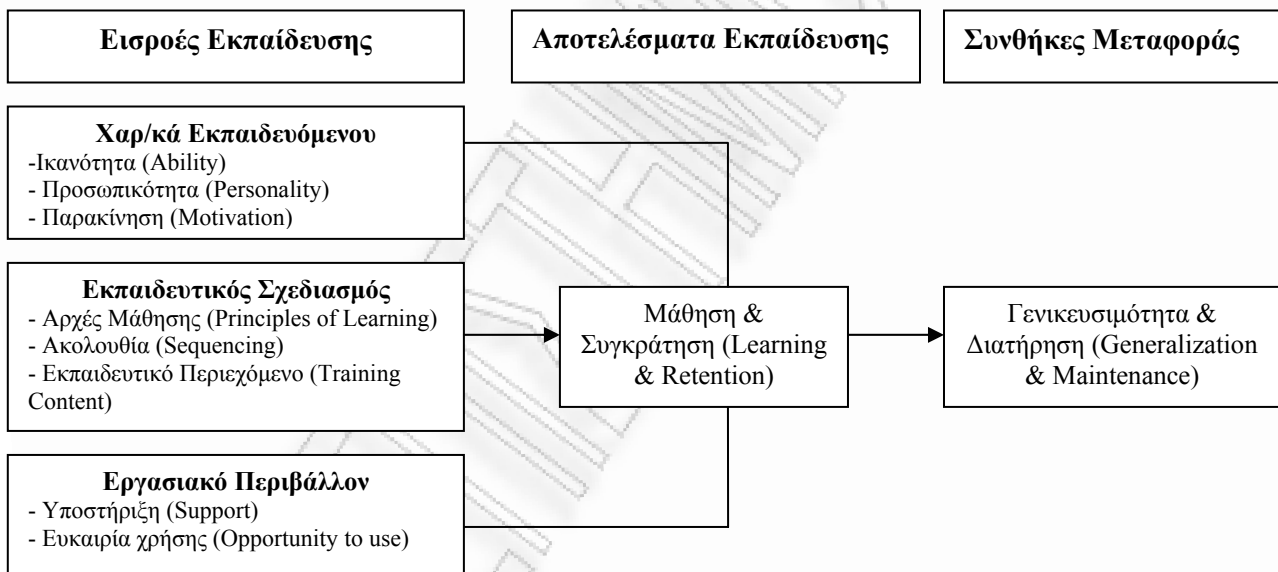 Εισροές Εκπαίδευσης
Αποτελέσματα Εκπαίδευσης
Συνθήκες Μεταφοράς
Χαρ/κά Εκπαιδευόμενου
-Ικανότητα (Ability)
- Προσωπικότητα (Personality)
- Παρακίνηση (Motivation)
Εκπαιδευτικός Σχεδιασμός
- Αρχές Μάθησης (Principles of Learning)
- Ακολουθία (Sequencing)
- Εκπαιδευτικό Περιεχόμενο (Training
Content)
Εργασιακό Περιβάλλον
- Υποστήριξη (Support)
- Ευκαιρία χρήσης (Opportunity to use)
Μάθηση &
Συγκράτηση (Learning
& Retention)
Γενικευσιμότητα &
Διατήρηση (Generalization
& Maintenance)